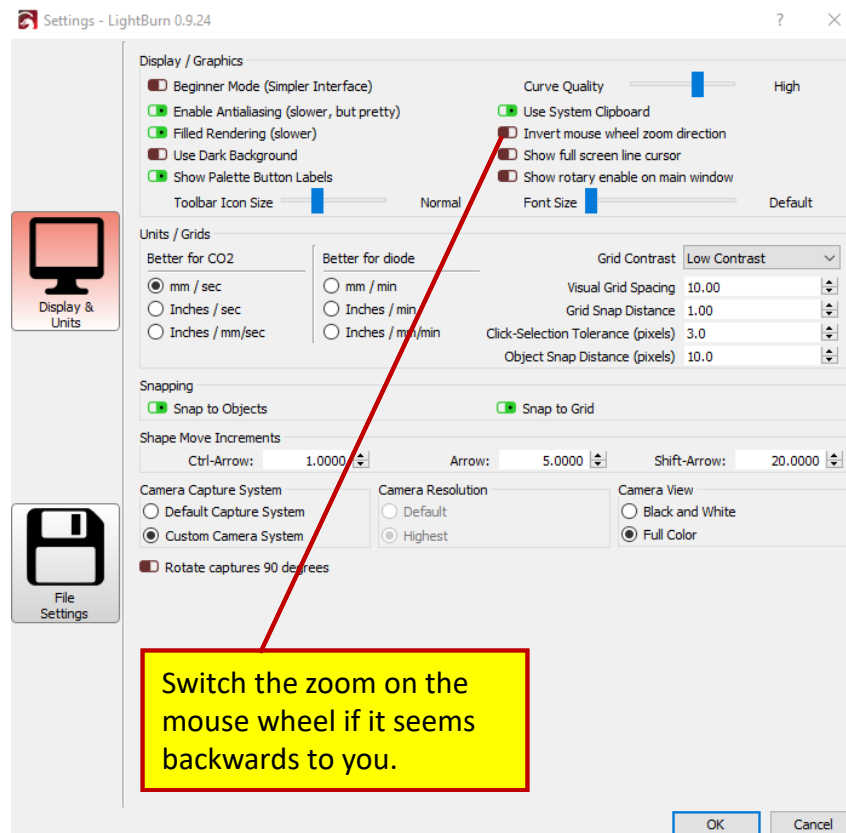 Settings - LightBurn 0.9.24
?
Display / Graphics
Beginner Mode (Simpler Interface)
Curve Quality High
Enable Antialiasing (slower, but pretty)
Use System Clipboard
Filled Rendering (slower)
Invert mouse wheel zoom direction
Use Dark Background
Show full screen line cursor
Show Palette Button Labels
Show rotary enable on main window
Toolbar Icon Size Normal
Font Size Default
Display &
Units
Units / Grids
Better for CO2
Better for diode
Grid Contrast Low Contrast
mm / sec
mm / min
Visual Grid Spacing 10.00
Inches / sec
Inches / min
Grid Snap Distance 1.00
Inches / mm/sec
Inches / mm/min
Click-Selection Tolerance (pixels) 3.0
Object Snap Distance (pixels) 10.0
Snapping
Snap to Objects
Snap to Grid
Shape Move Increments
Ctrl-Arrow: 1.0000
Arrow: 5.0000
Shift-Arrow: 20.0000
Camera Capture System
Camera Resolution
Camera View
Default Capture System
Default
Black and White
Custom Camera System
Highest
Full Color
Rotate captures 90 degrees
File
Settings
Switch the zoom on the
mouse wheel if it seems
backwards to you.
OK
Cancel